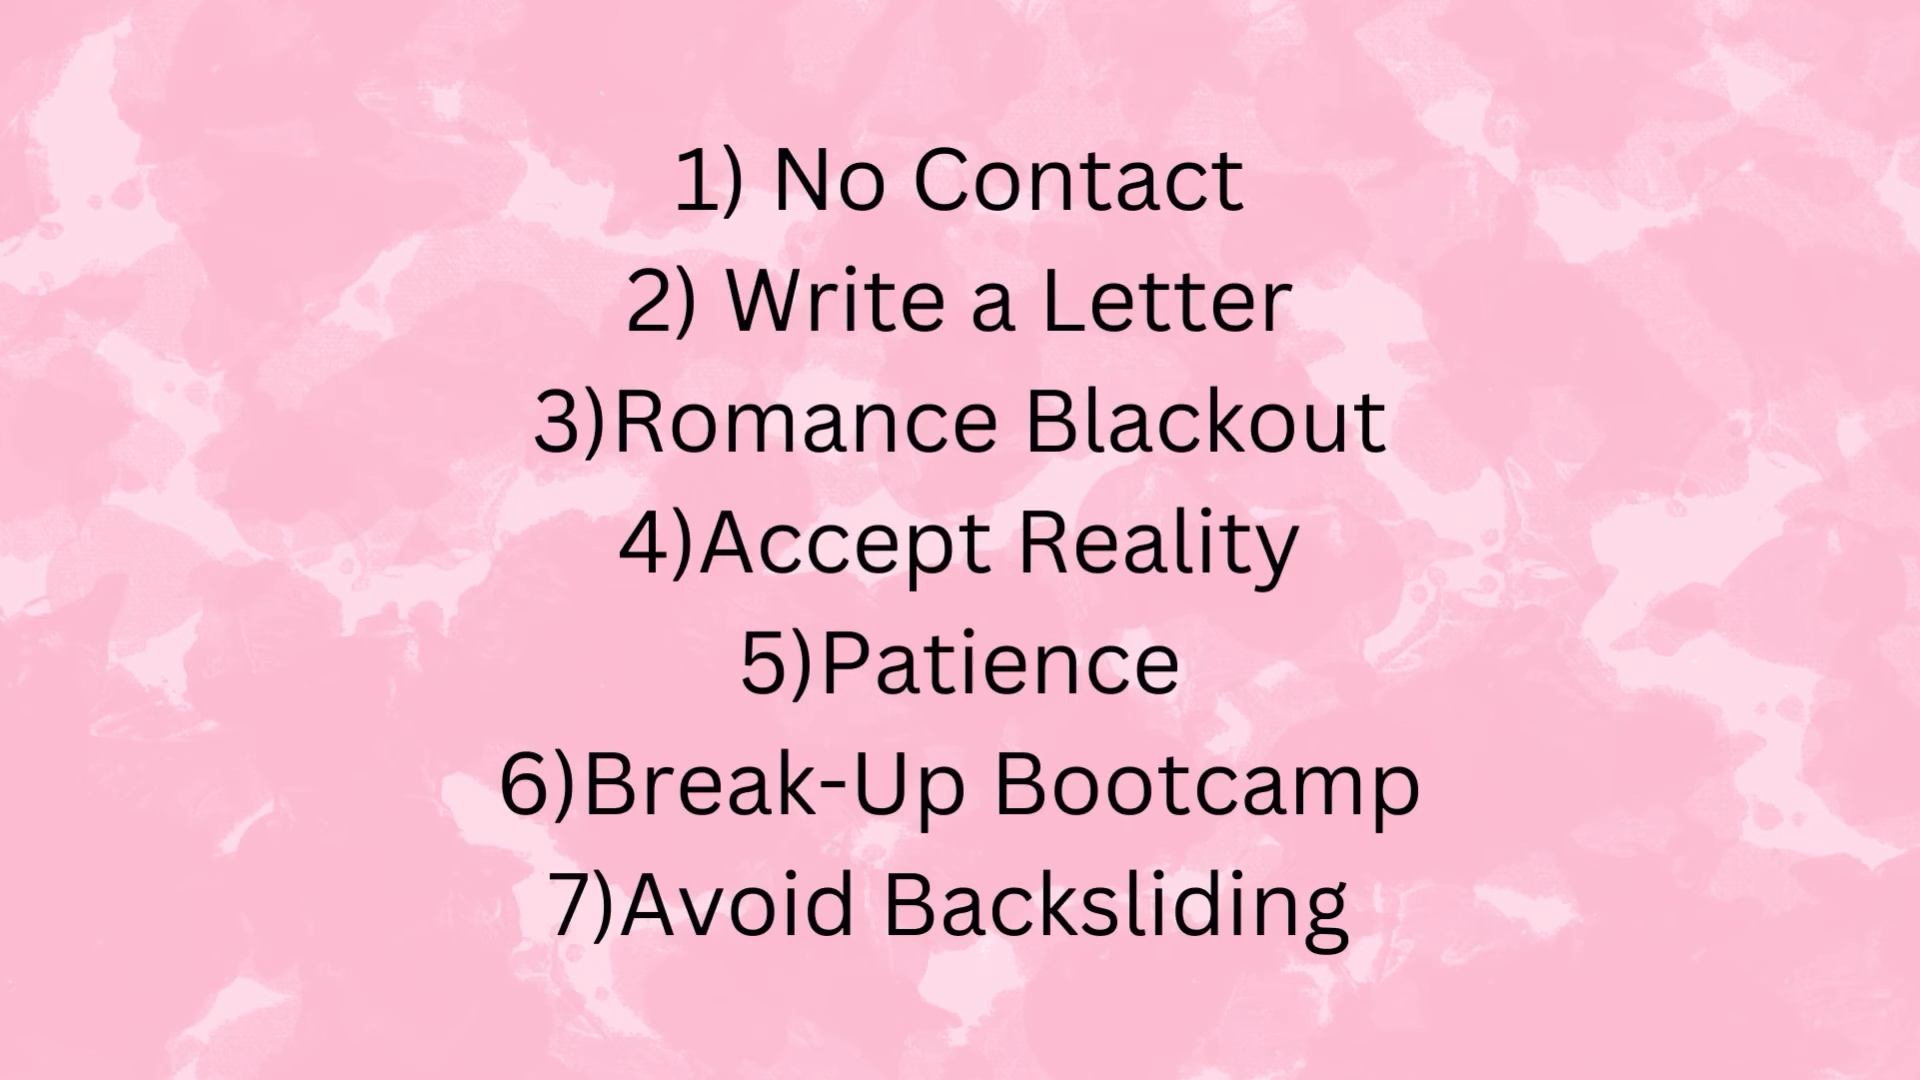 1) No Contact
2) Write a Letter
3)Romance Blackout
4)Accept Reality
5)Patience
6)Break-Up Bootcamp
7)Avoid Backsliding